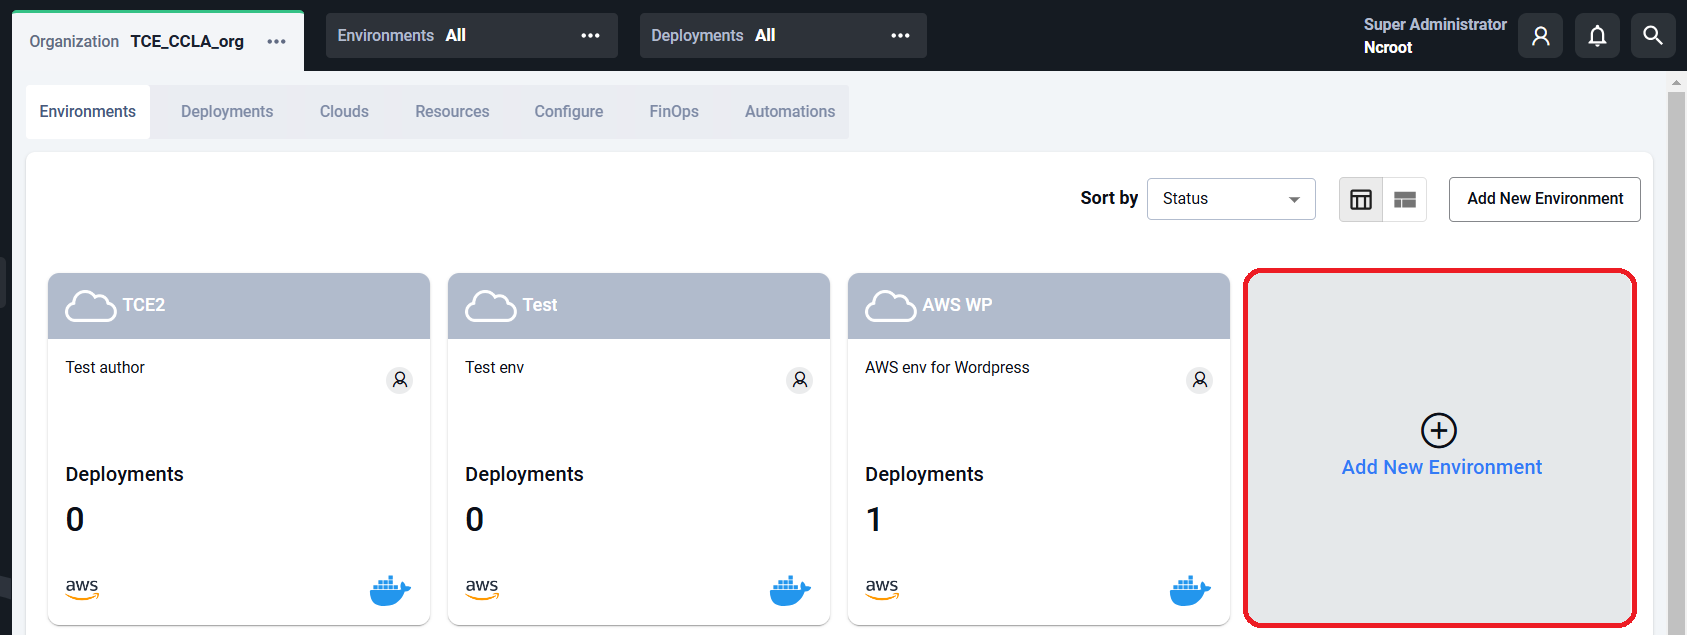 Organization TCE_CCLA_org
Environments All
Deployments All
Super Administrator
Ncroot
Environments
Deployments
Clouds
Resources
Configure
FinOps
Automations
Sort by
Status
Add New Environment
TCE2
Test author
Deployments
0
aws
Test
Test env
Deployments
0
aws
AWS WP
AWS env for Wordpress
Deployments
1
aws
Add New Environment